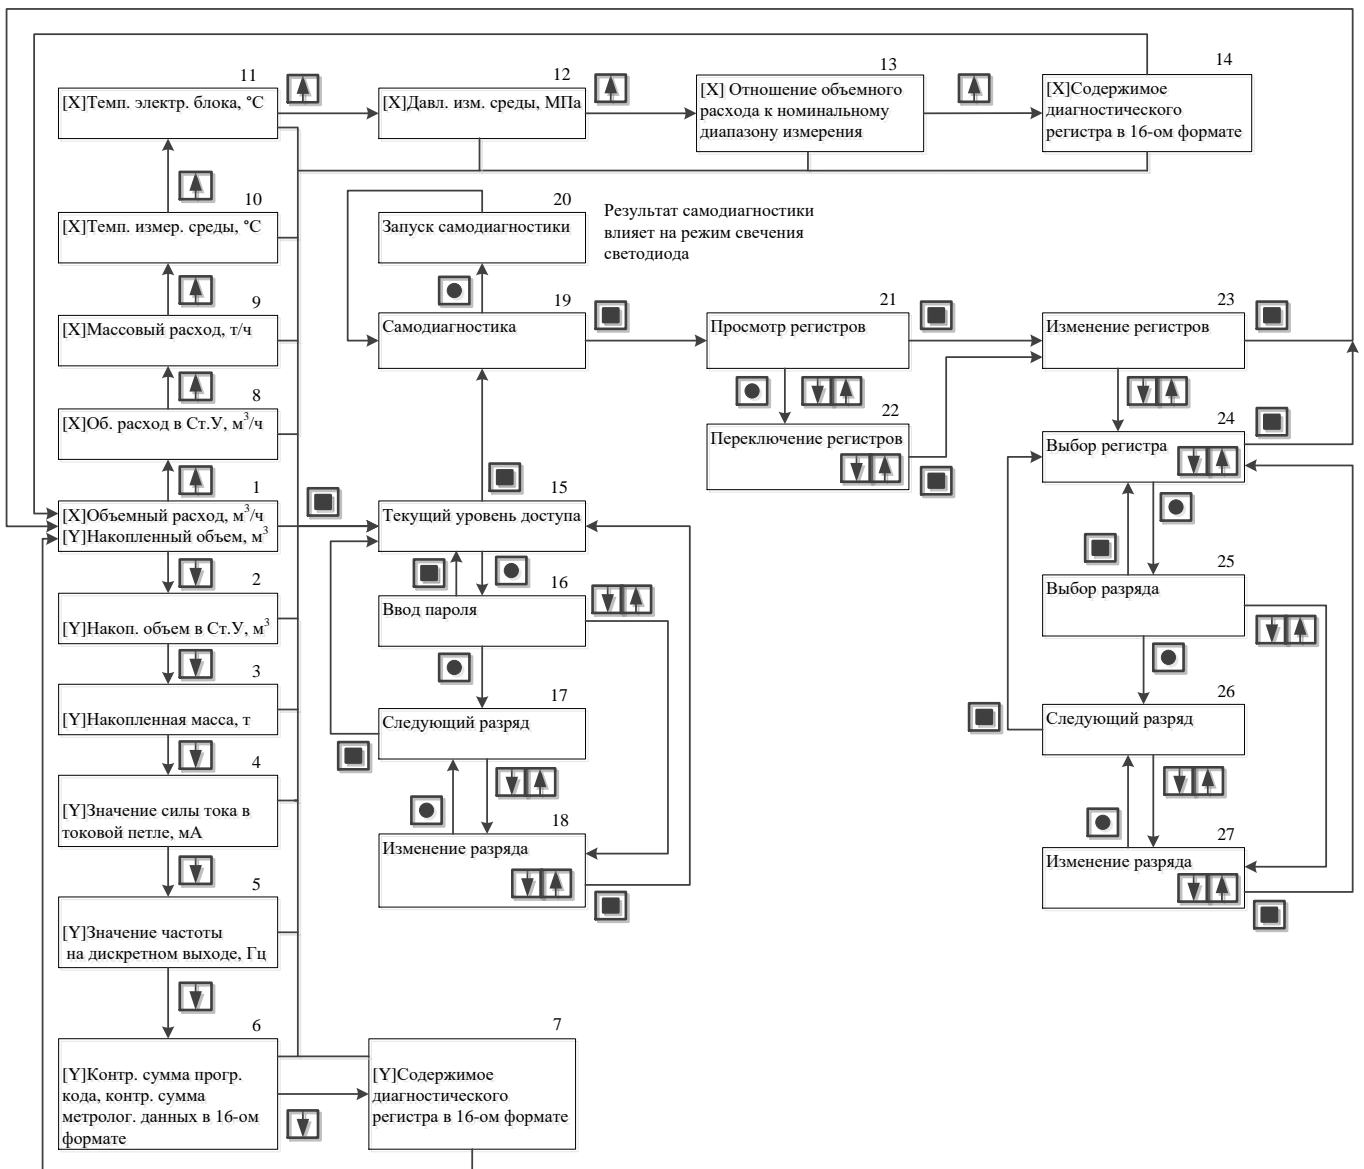 11
[X]Темп. электр. блока, °С
12
[X]Давл. изм. среды, МПа
13
[X] Отношение объемного
расхода к номинальному
диапазону измерения
14
[X]Содержимое
диагностического
регистра в 16-ом формате
10
[X]Темп. измер. среды, °С
20
Запуск самодиагностики
Результат самодиагностики
влияет на режим свечения
светодиода
9
[X]Массовый расход, т/ч
19
Самодиагностика
21
Просмотр регистров
23
Изменение регистров
8
[X]Об. расход в Ст.У, м³/ч
22
Переключение регистров
24
Выбор регистра
1
[X]Объемный расход, м³/ч
[Y]Накопленный объем, м³
15
Текущий уровень доступа
2
[Y]Накоп. объем в Ст.У, м³
16
Ввод пароля
25
Выбор разряда
3
[Y]Накопленная масса, т
17
Следующий разряд
26
Следующий разряд
4
[Y]Значение силы тока в
токовой петле, мА
18
Изменение разряда
27
Изменение разряда
5
[Y]Значение частоты
на дискретном выходе, Гц
6
[Y]Контр. сумма прогр.
кода, контр. сумма
метролог. данных в 16-ом
формате
7
[Y]Содержимое
диагностического
регистра в 16-ом формате